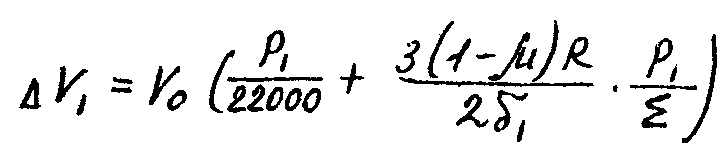 ΔV₁ = V₀ (P₁/22000 + 3(1-μ)R/2δ₁ · P₁/Σ)